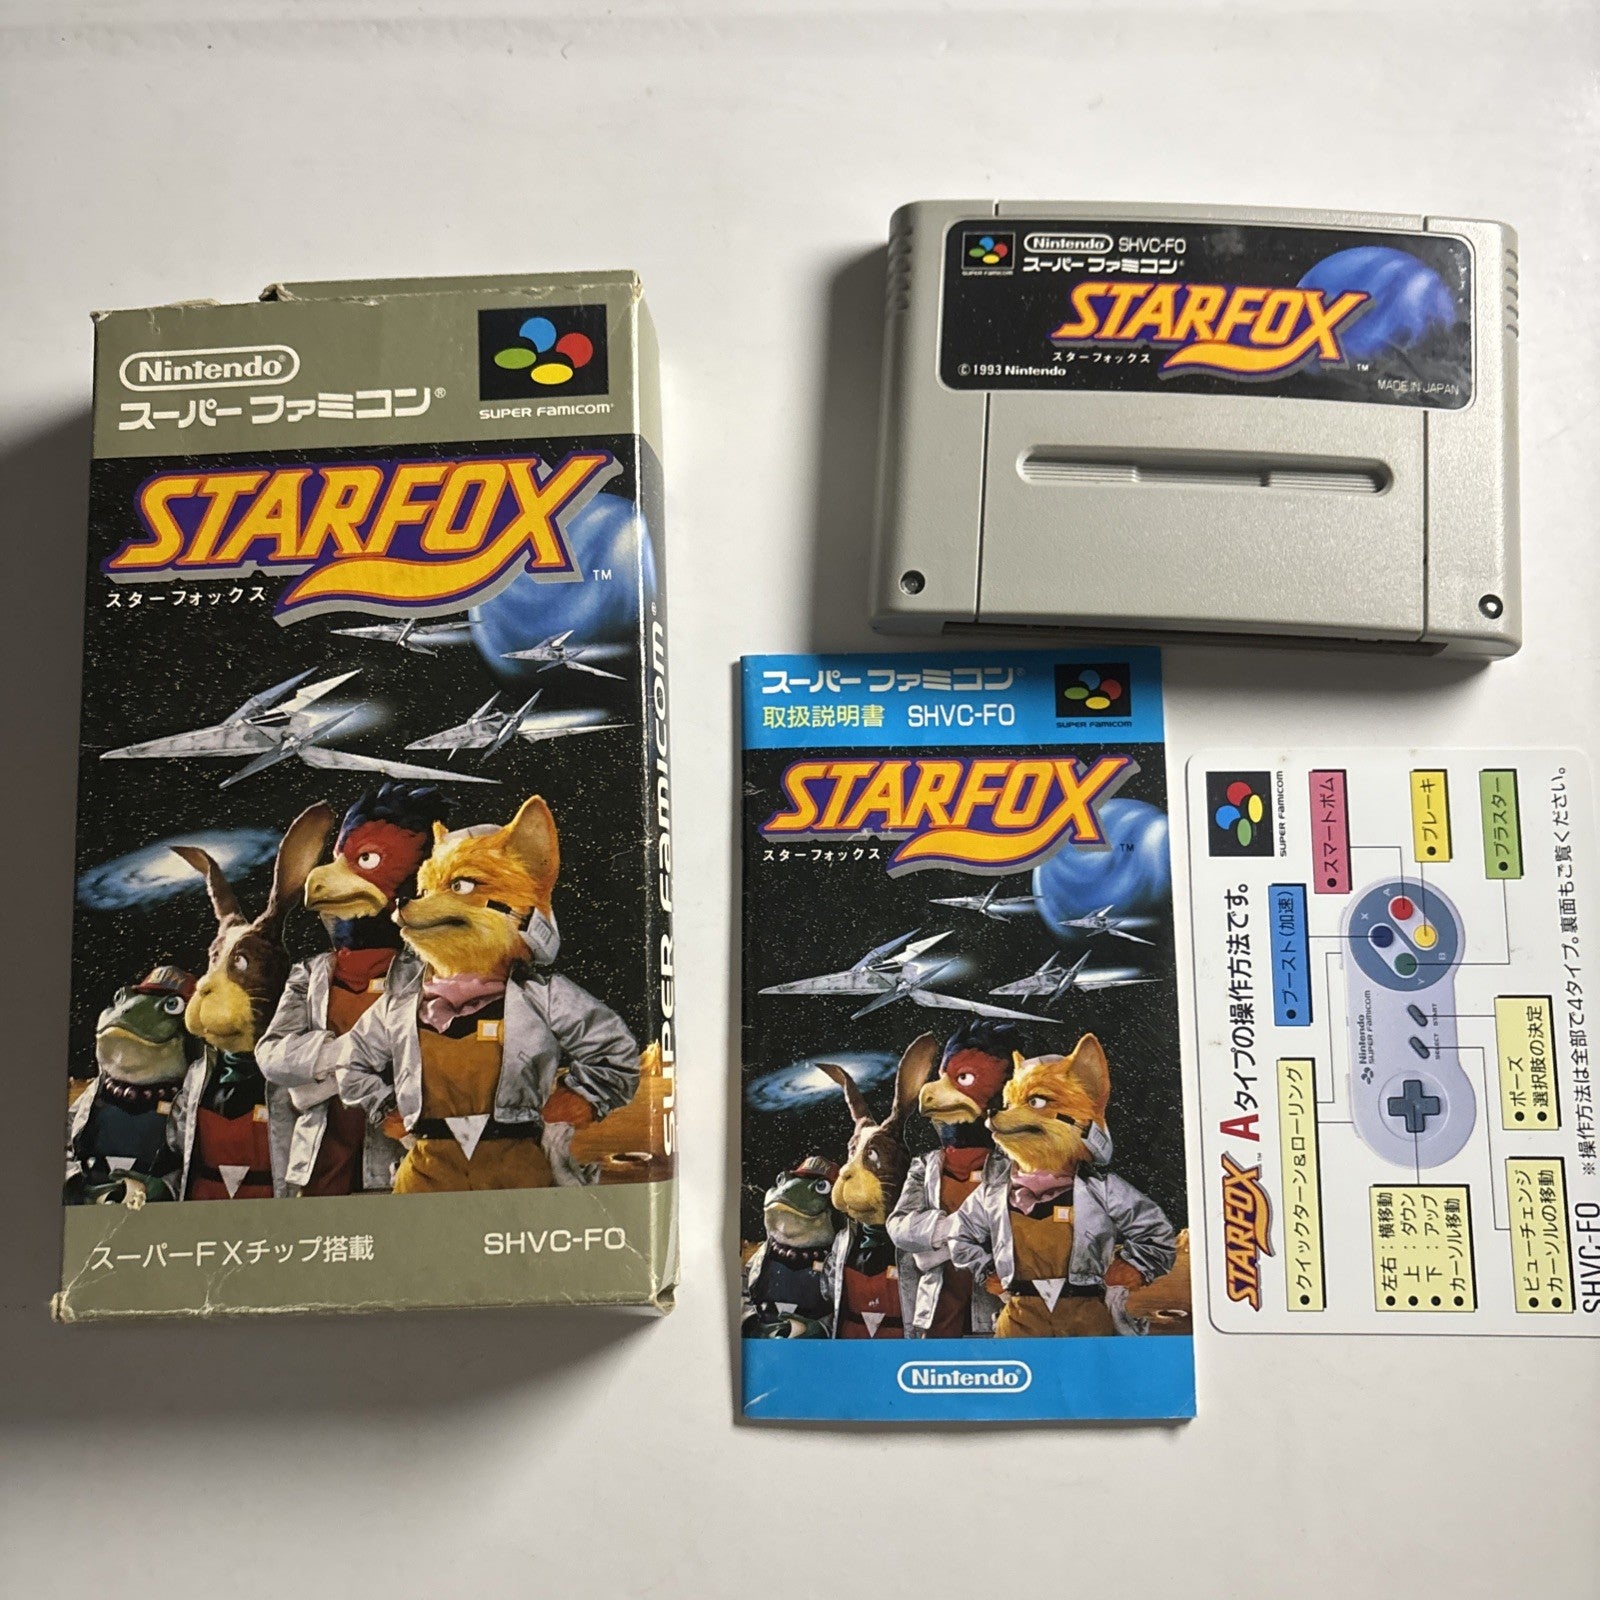 Nintendo®
スーパーファミコン®
SUPER FAMICOM®
STARFOX
TM
スターフォックス
SUPER FAMICOM®
スーパーFXチップ搭載
SHVC-FO
SUPER FAMICOM
Nintendo® SHVC-FO
スーパーファミコン®
STARFOX
スターフォックス
TM
© 1993 Nintendo
MADE IN JAPAN
スーパーファミコン®
取扱説明書 SHVC-FO
SUPER FAMICOM
STARFOX
TM
スターフォックス
Nintendo®
SUPER FAMICOM
STARFOX™ Aタイプの操作方法です。
●クイックターン&ローリング
●ブースト(加速)
●スマートボム
●ブレーキ
●ブラスター
Nintendo
SUPER FAMICOM
X
A
B
Y
SELECT
START
●左右:横移動
●上:ダウン
●下:アップ
●カーソル移動
●ポーズ
●選択肢の決定
●ビューチェンジ
●カーソルの移動
SHVC-FO
※操作方法は全部で4タイプ。裏面もご覧ください。